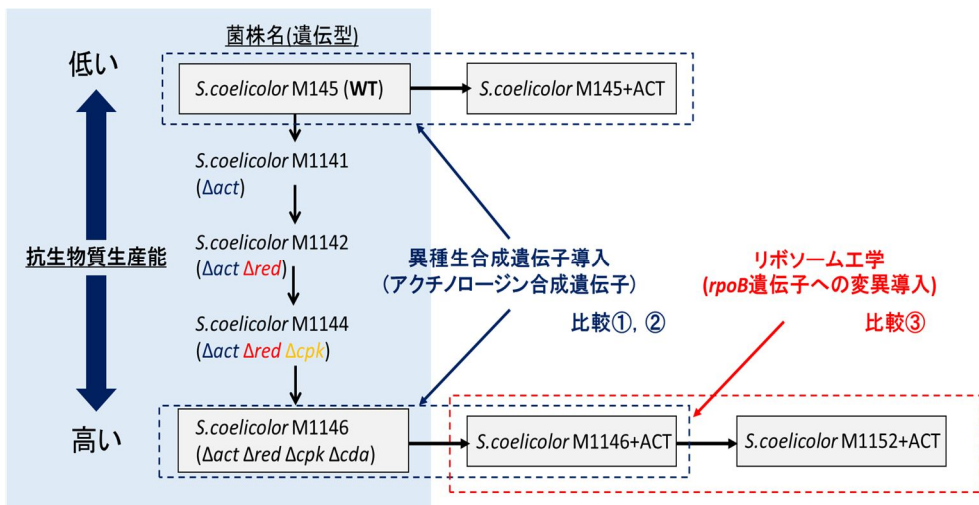 菌株名(遺伝型)
低い
S.coelicolor M145 (WT)
S.coelicolor M145+ACT
S.coelicolor M1141
(Δact)
抗生物質生産能
S.coelicolor M1142
(Δact Δred)
異種生合成遺伝子導入
(アクチノロージン合成遺伝子)
比較①, ②
リボソーム工学
(rpoB遺伝子への変異導入)
比較③
S.coelicolor M1144
(Δact Δred Δcpk)
高い
S.coelicolor M1146
(Δact Δred Δcpk Δcda)
S.coelicolor M1146+ACT
S.coelicolor M1152+ACT